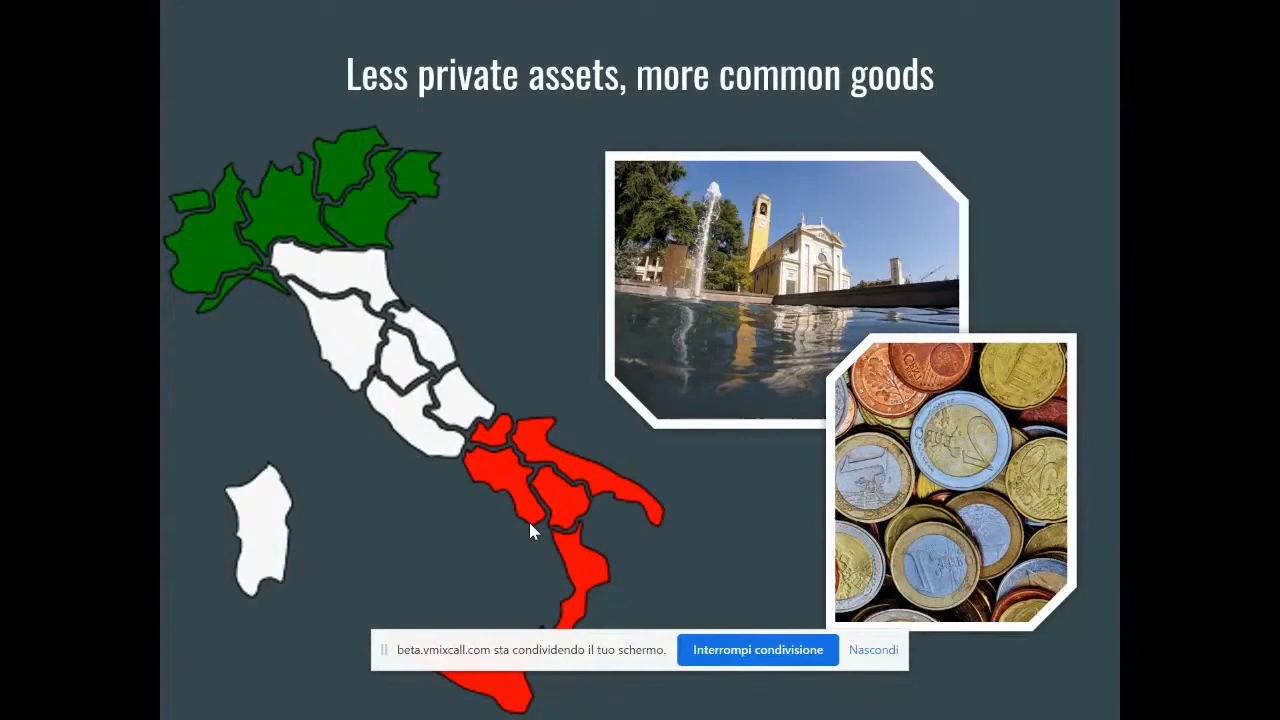 Less private assets, more common goods
beta.vmixcall.com sta condividendo il tuo schermo. Interrompi condivisione Nascondi